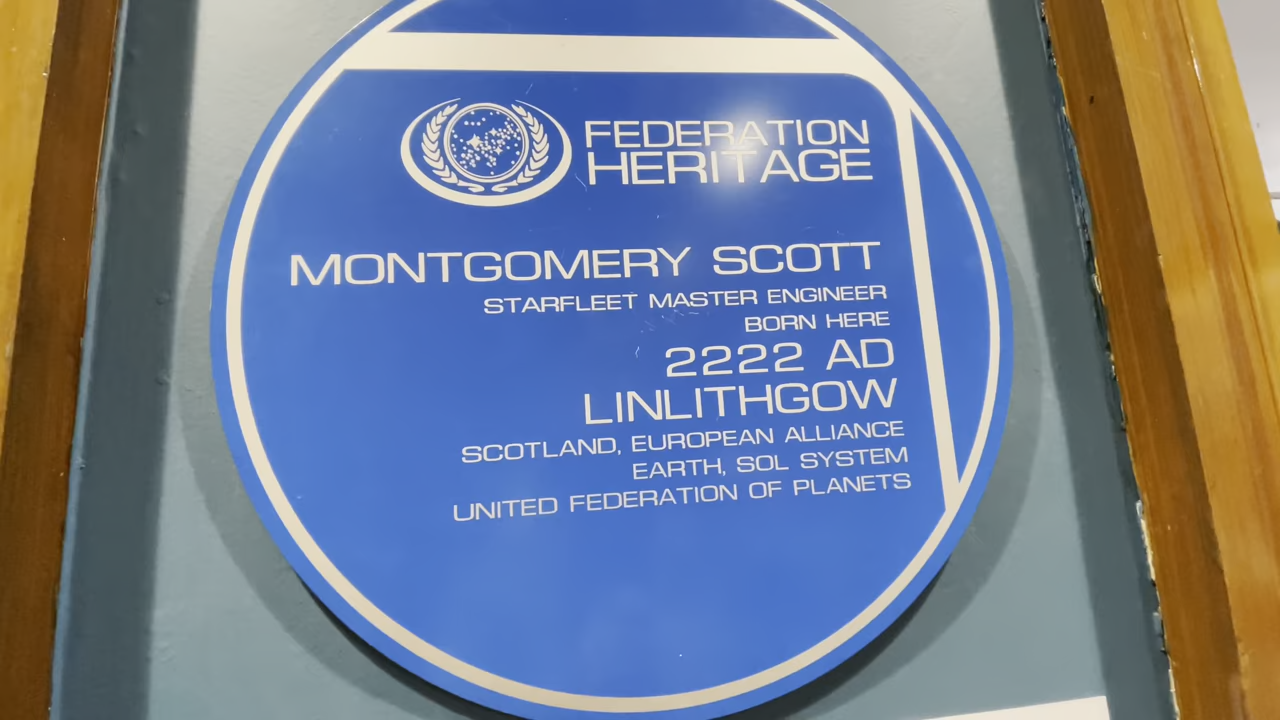 FEDERATION
HERITAGE
MONTGOMERY SCOTT
STARFLEET MASTER ENGINEER
BORN HERE
2222 AD
LINLITHGOW
SCOTLAND, EUROPEAN ALLIANCE
EARTH, SOL SYSTEM
UNITED FEDERATION OF PLANETS